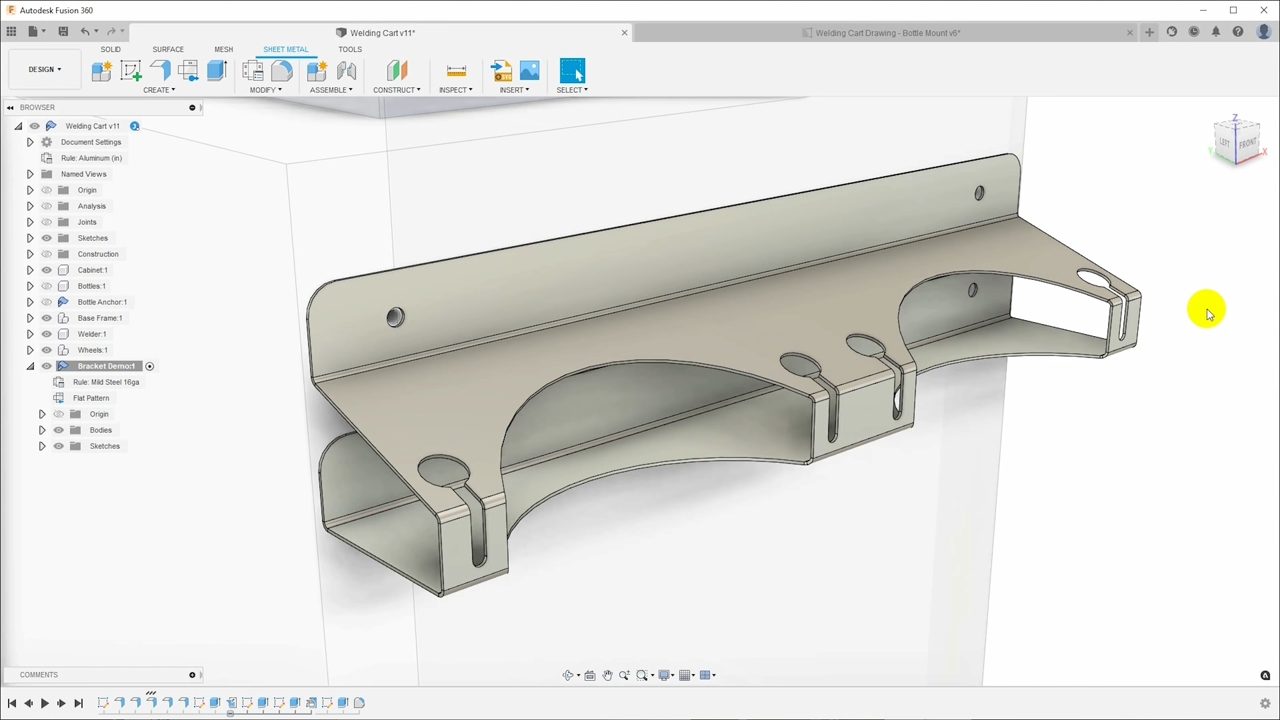 Autodesk Fusion 360
Welding Cart v11*
Welding Cart Drawing - Bottle Mount v6*
DESIGN
SOLID SURFACE MESH SHEET METAL TOOLS
CREATE MODIFY ASSEMBLE CONSTRUCT INSPECT INSERT SELECT
BROWSER
Welding Cart v11
Document Settings
Rule: Aluminum (in)
Named Views
Origin
Analysis
Joints
Sketches
Construction
Cabinet:1
Bottles:1
Bottle Anchor:1
Base Frame:1
Welder:1
Wheels:1
Bracket Demo:1
Rule: Mild Steel 16ga
Flat Pattern
Origin
Bodies
Sketches
Z
LEFT FRONT
Y X
COMMENTS